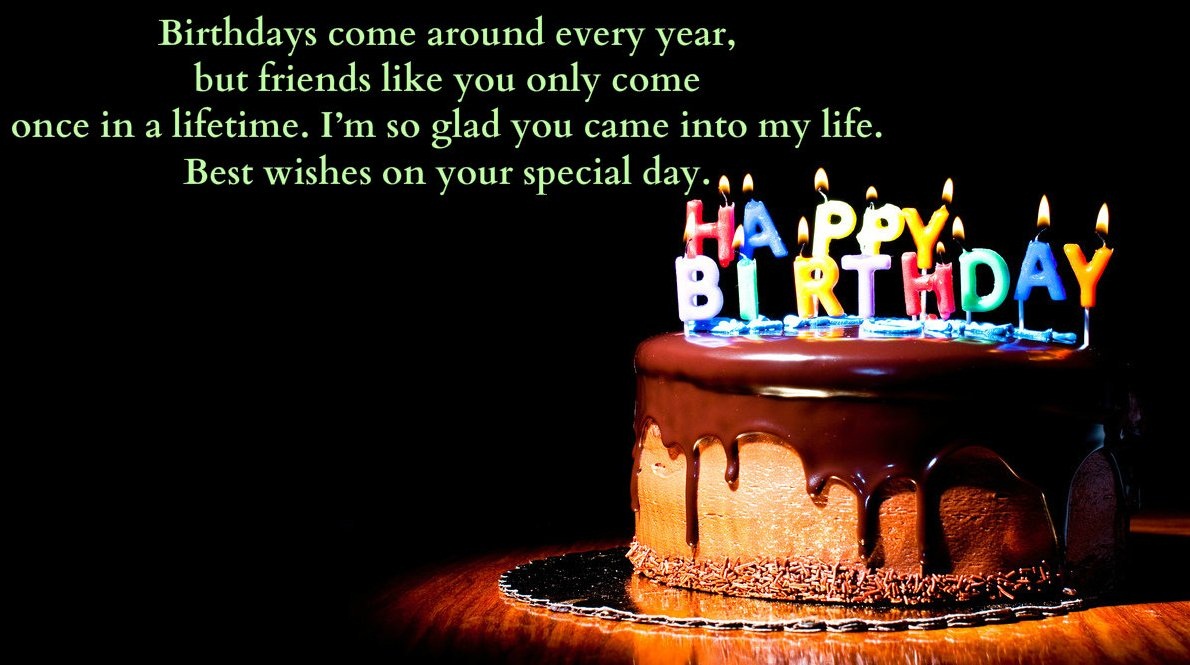 Birthdays come around every year,
but friends like you only come
once in a lifetime. I’m so glad you came into my life.
Best wishes on your special day.
HAPPY
BIRTHDAY